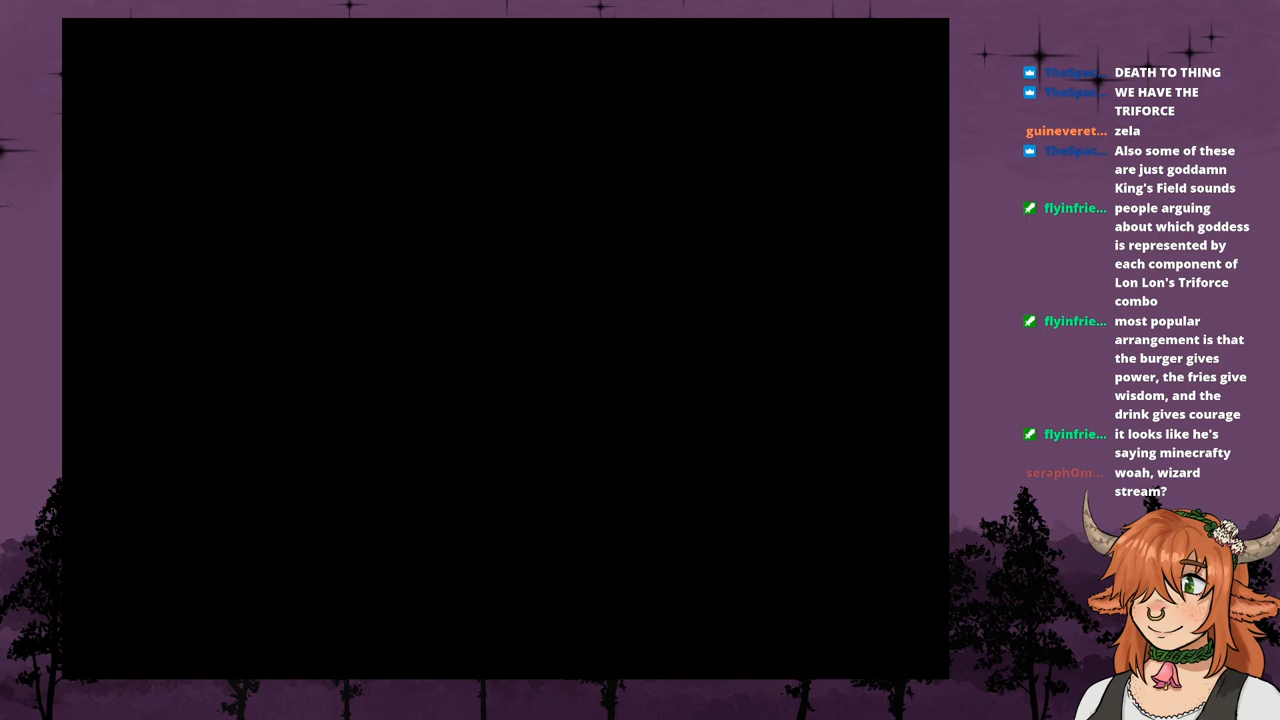 TheSpac... DEATH TO THING
TheSpac... WE HAVE THE
TRIFORCE
guineveret... zela
TheSpac... Also some of these
are just goddamn
King's Field sounds
flyinfrie... people arguing
about which goddess
is represented by
each component of
Lon Lon's Triforce
combo
flyinfrie... most popular
arrangement is that
the burger gives
power, the fries give
wisdom, and the
drink gives courage
flyinfrie... it looks like he's
saying minecrafty
seraphOm... woah, wizard
stream?